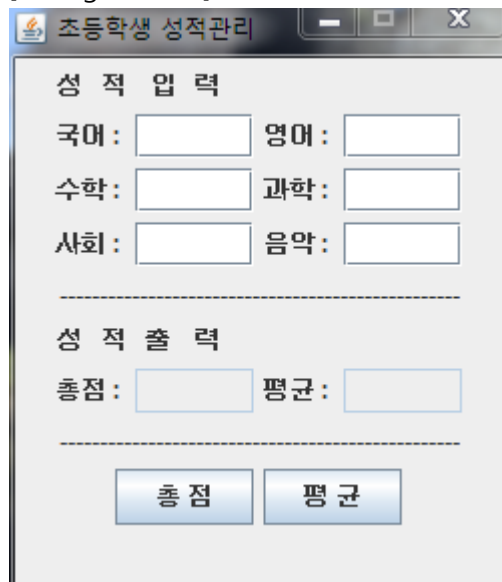 초등학생 성적관리
성 적 입 력
국어 : 영어 :
수학 : 과학 :
사회 : 음악 :
--------------------------------------------------
성 적 출 력
총점 : 평균 :
--------------------------------------------------
총 점 평 균